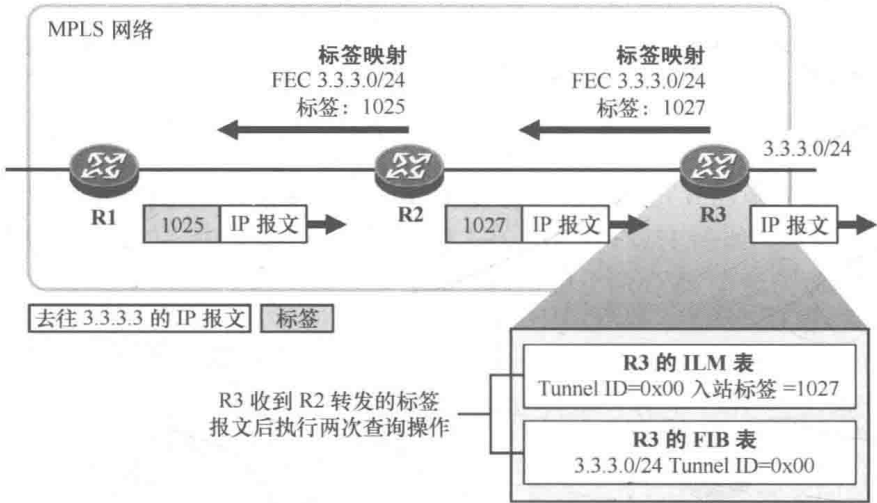 MPLS 网络
标签映射
FEC 3.3.3.0/24
标签：1025
标签映射
FEC 3.3.3.0/24
标签：1027
3.3.3.0/24
R1
R2
R3
1025 IP 报文
1027 IP 报文
IP 报文
去往 3.3.3.3 的 IP 报文 标签
R3 收到 R2 转发的标签
报文后执行两次查询操作
R3 的 ILM 表
Tunnel ID=0x00 入站标签 =1027
R3 的 FIB 表
3.3.3.0/24 Tunnel ID=0x00